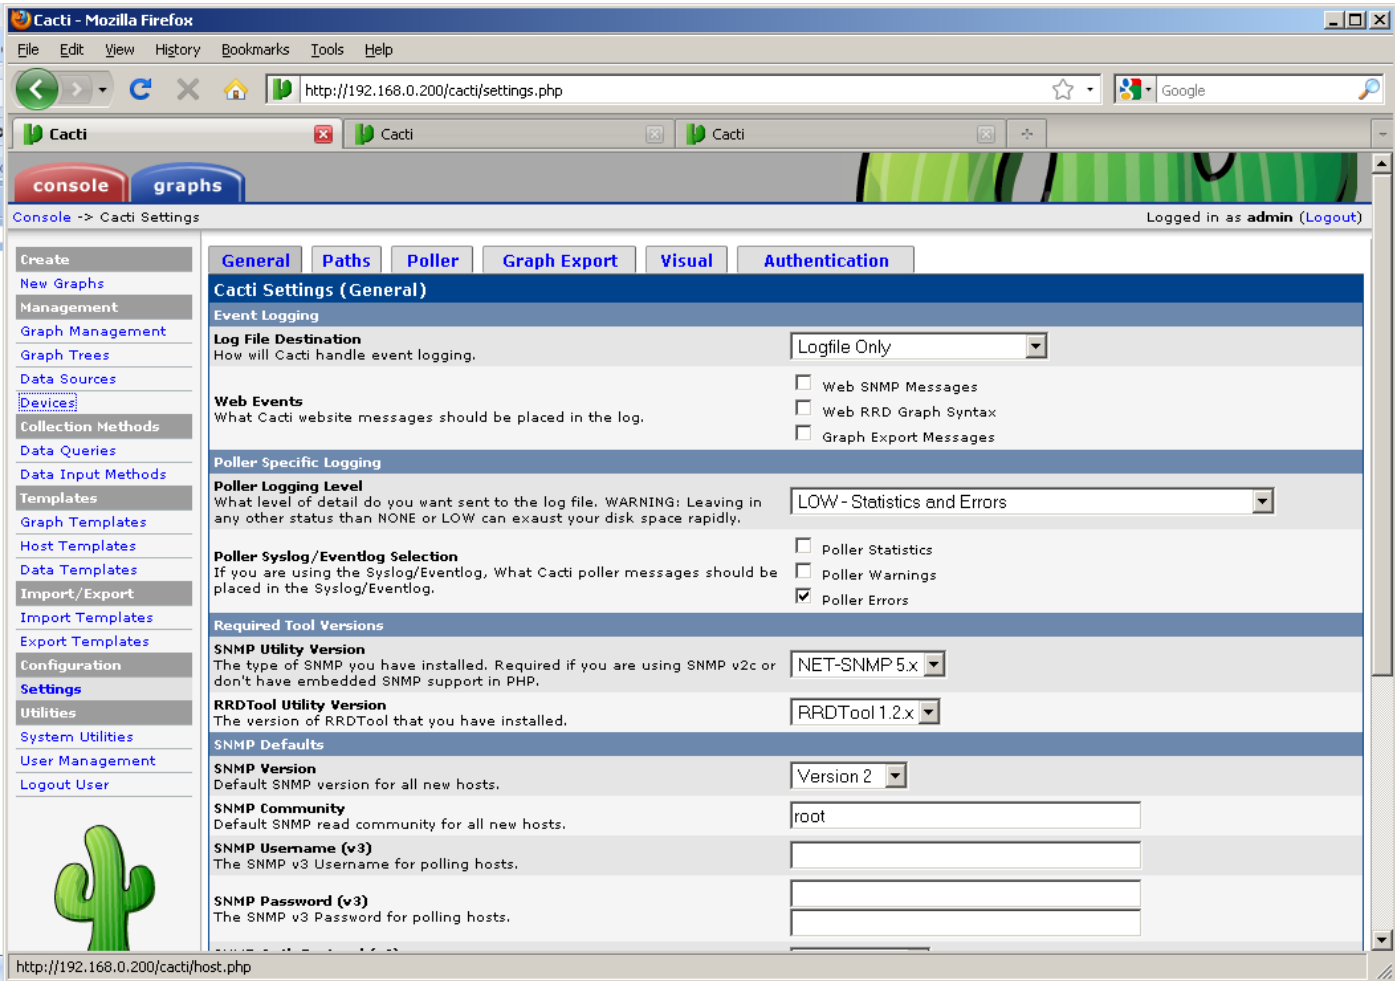 Cacti - Mozilla Firefox
File Edit View History Bookmarks Tools Help
http://192.168.0.200/cacti/settings.php
Google
Cacti Cacti Cacti
console graphs
Console -> Cacti Settings
Logged in as admin (Logout)
Create
New Graphs
Management
Graph Management
Graph Trees
Data Sources
Devices
Collection Methods
Data Queries
Data Input Methods
Templates
Graph Templates
Host Templates
Data Templates
Import/Export
Import Templates
Export Templates
Configuration
Settings
Utilities
System Utilities
User Management
Logout User
General Paths Poller Graph Export Visual Authentication
Cacti Settings (General)
Event Logging
Log File Destination
How will Cacti handle event logging.
Logfile Only
Web Events
What Cacti website messages should be placed in the log.
Web SNMP Messages
Web RRD Graph Syntax
Graph Export Messages
Poller Specific Logging
Poller Logging Level
What level of detail do you want sent to the log file. WARNING: Leaving in
any other status than NONE or LOW can exaust your disk space rapidly.
LOW - Statistics and Errors
Poller Syslog/Eventlog Selection
If you are using the Syslog/Eventlog, What Cacti poller messages should be
placed in the Syslog/Eventlog.
Poller Statistics
Poller Warnings
Poller Errors
Required Tool Versions
SNMP Utility Version
The type of SNMP you have installed. Required if you are using SNMP v2c or
don't have embedded SNMP support in PHP.
NET-SNMP 5.x
RRDTool Utility Version
The version of RRDTool that you have installed.
RRDTool 1.2.x
SNMP Defaults
SNMP Version
Default SNMP version for all new hosts.
Version 2
SNMP Community
Default SNMP read community for all new hosts.
root
SNMP Username (v3)
The SNMP v3 Username for polling hosts.
SNMP Password (v3)
The SNMP v3 Password for polling hosts.
http://192.168.0.200/cacti/host.php